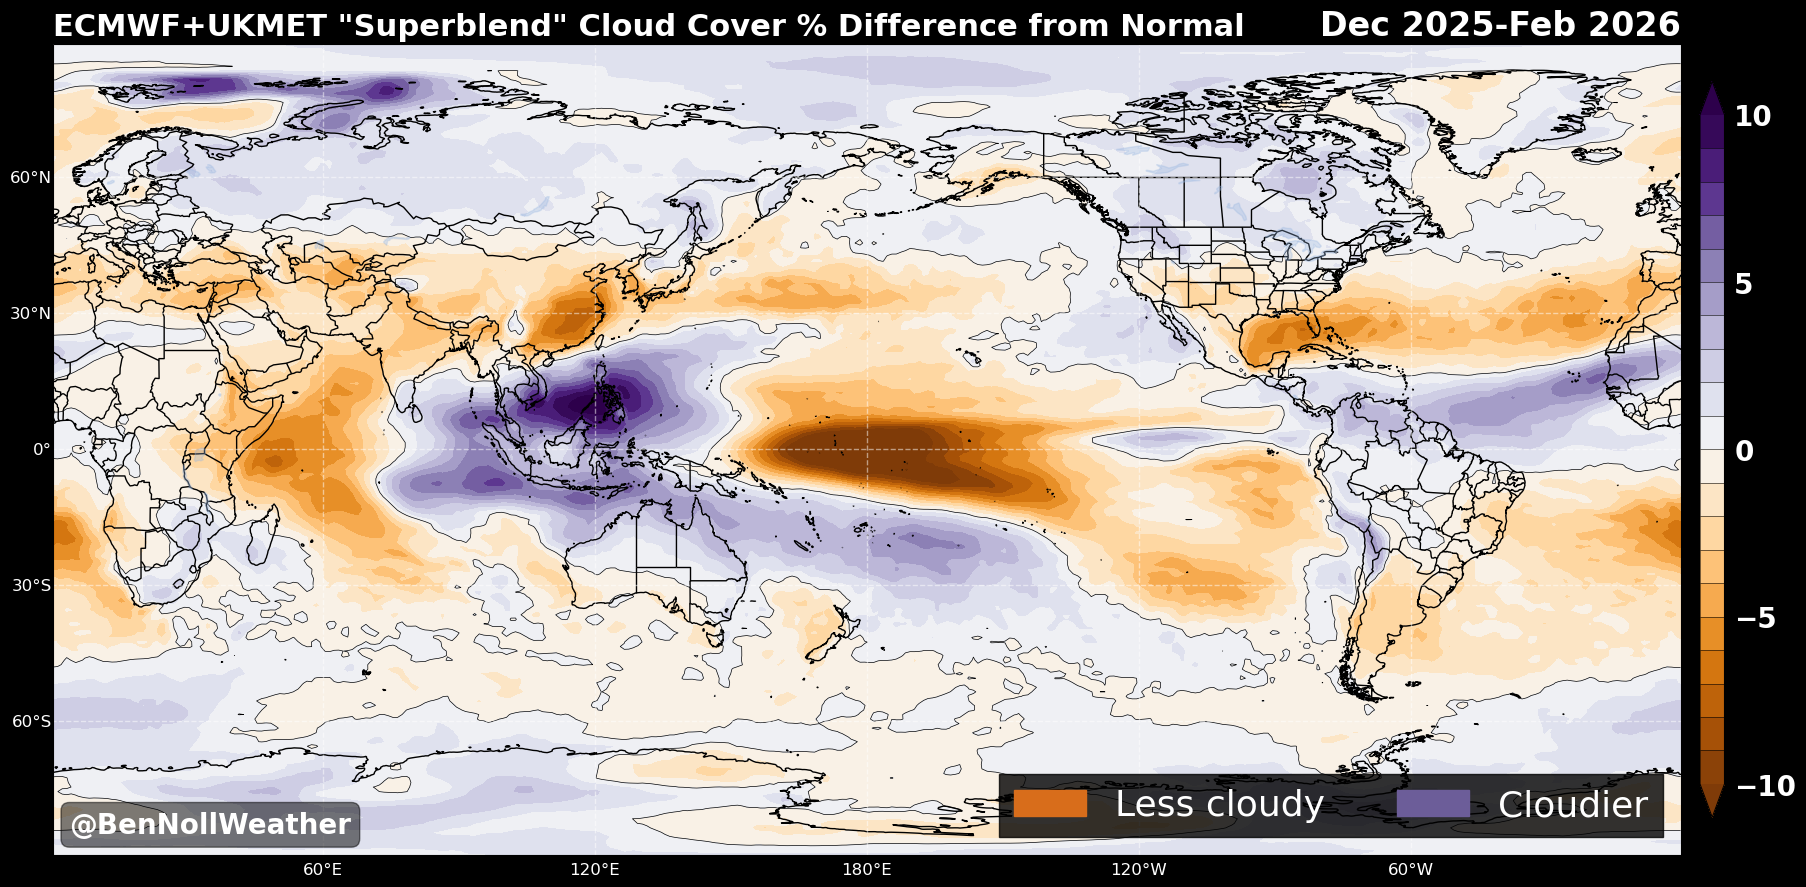 ECMWF+UKMET "Superblend" Cloud Cover % Difference from Normal
Dec 2025-Feb 2026
60°N
30°N
0°
30°S
60°S
60°E
120°E
180°E
120°W
60°W
10
5
0
−5
−10
Less cloudy
Cloudier
@BenNollWeather